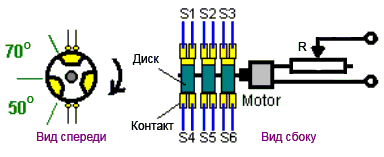 S1 S2 S3
R
70°
Диск
Motor
50°
Контакт
S4 S5 S6
Вид спереди
Вид сбоку